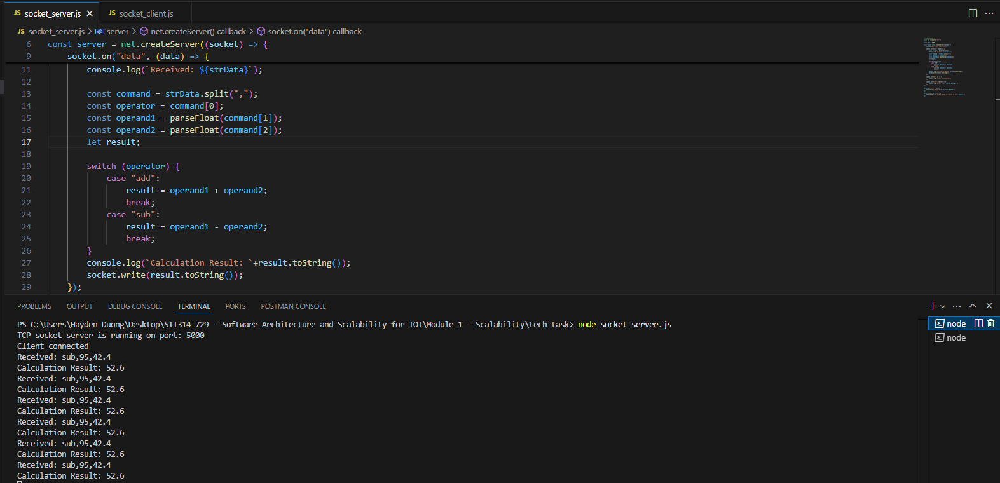 JS socket_server.js ×
JS socket_client.js
JS socket_server.js > server > net.createServer() callback > socket.on("data") callback
6 const server = net.createServer((socket) => {
9 socket.on("data", (data) => {
11 console.log(`Received: ${strData}`);
12
13 const command = strData.split(",");
14 const operator = command[0];
15 const operand1 = parseFloat(command[1]);
16 const operand2 = parseFloat(command[2]);
17 let result;
18
19 switch (operator) {
20 case "add":
21 result = operand1 + operand2;
22 break;
23 case "sub":
24 result = operand1 - operand2;
25 break;
26 }
27 console.log(`Calculation Result: `+result.toString());
28 socket.write(result.toString());
29 });
PROBLEMS OUTPUT DEBUG CONSOLE TERMINAL PORTS POSTMAN CONSOLE
PS C:\Users\Hayden Duong\Desktop\SIT314_729 - Software Architecture and Scalability for IOT\Module 1 - Scalability\tech_task> node socket_server.js
TCP socket server is running on port: 5000
Client connected
Received: sub,95,42.4
Calculation Result: 52.6
Received: sub,95,42.4
Calculation Result: 52.6
Received: sub,95,42.4
Calculation Result: 52.6
Received: sub,95,42.4
Calculation Result: 52.6
Received: sub,95,42.4
Calculation Result: 52.6
Received: sub,95,42.4
Calculation Result: 52.6
node
node